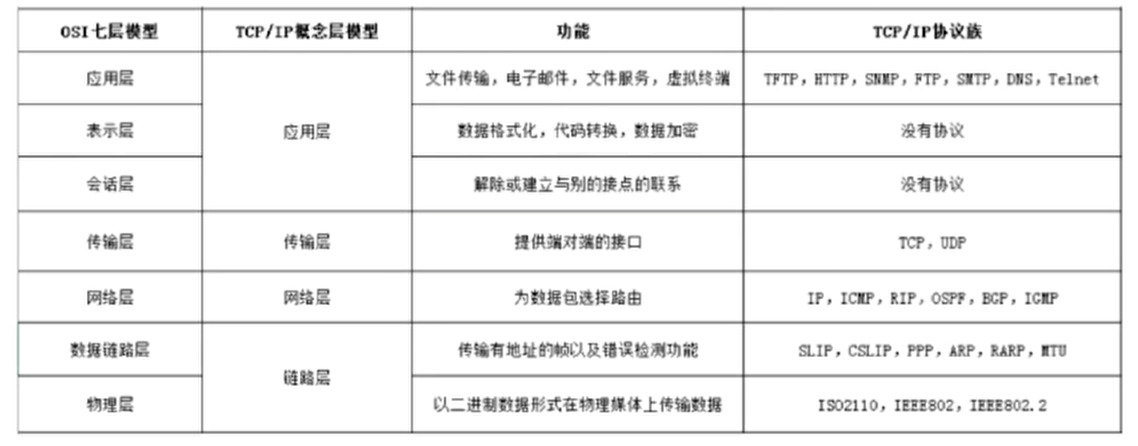 OSI七层模型 TCP/IP概念层模型 功能 TCP/IP协议族
应用层 文件传输，电子邮件，文件服务，虚拟终端 TFTP，HTTP，SNMP，FTP，SMTP，DNS，Telnet
表示层 应用层 数据格式化，代码转换，数据加密 没有协议
会话层 解除或建立与别的接点的联系 没有协议
传输层 传输层 提供端对端的接口 TCP，UDP
网络层 网络层 为数据包选择路由 IP，ICMP，RIP，OSPF，BGP，IGMP
数据链路层 传输有地址的帧以及错误检测功能 SLIP，CSLIP，PPP，ARP，RARP，MTU
链路层
物理层 以二进制数据形式在物理媒体上传输数据 ISO2110，IEEE802，IEEE802.2